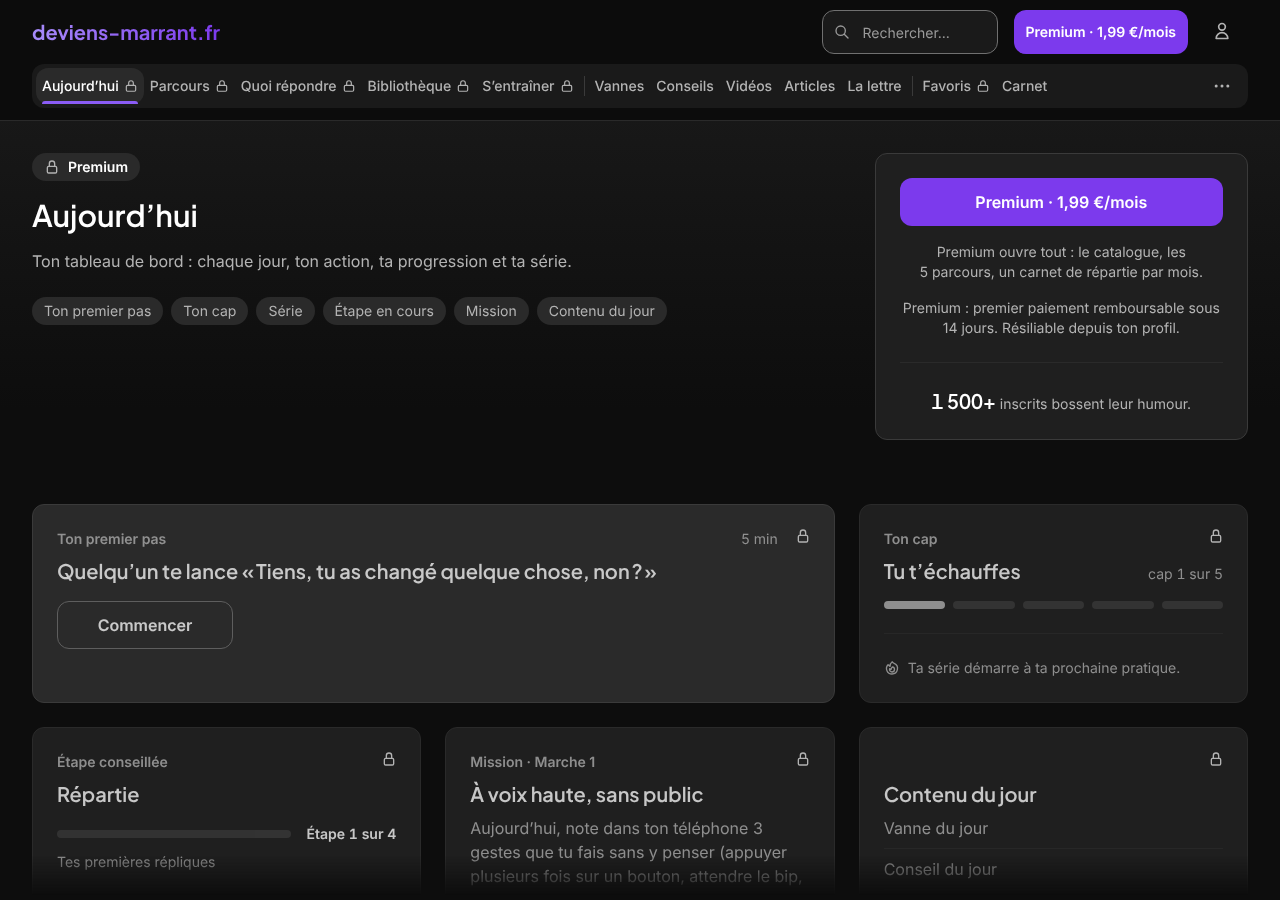 deviens-marrant.fr
Rechercher...
Premium · 1,99 €/mois
Aujourd’hui Parcours Quoi répondre Bibliothèque S’entraîner Vannes Conseils Vidéos Articles La lettre Favoris Carnet
Premium
Aujourd’hui
Ton tableau de bord : chaque jour, ton action, ta progression et ta série.
Ton premier pas Ton cap Série Étape en cours Mission Contenu du jour
Premium · 1,99 €/mois
Premium ouvre tout : le catalogue, les
5 parcours, un carnet de répartie par mois.
Premium : premier paiement remboursable sous
14 jours. Résiliable depuis ton profil.
1 500+ inscrits bossent leur humour.
Ton premier pas 5 min
Quelqu’un te lance « Tiens, tu as changé quelque chose, non ? »
Commencer
Ton cap
Tu t’échauffes cap 1 sur 5
Ta série démarre à ta prochaine pratique.
Étape conseillée
Répartie
Étape 1 sur 4
Tes premières répliques
Mission · Marche 1
À voix haute, sans public
Aujourd’hui, note dans ton téléphone 3
gestes que tu fais sans y penser (appuyer
plusieurs fois sur un bouton, attendre le bip,
Contenu du jour
Vanne du jour
Conseil du jour